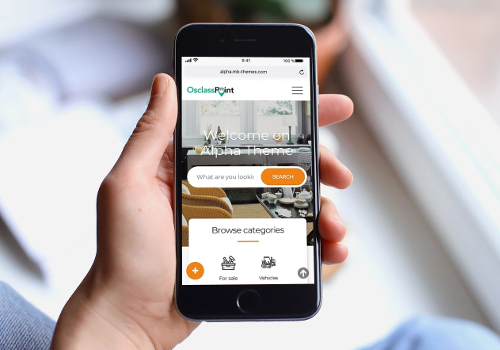 9:41
100%
alpha.mb-themes.com
OsclassPoint
Welcome on
Alpha Theme
What are you looki
SEARCH
Browse categories
For sale
Vehicles